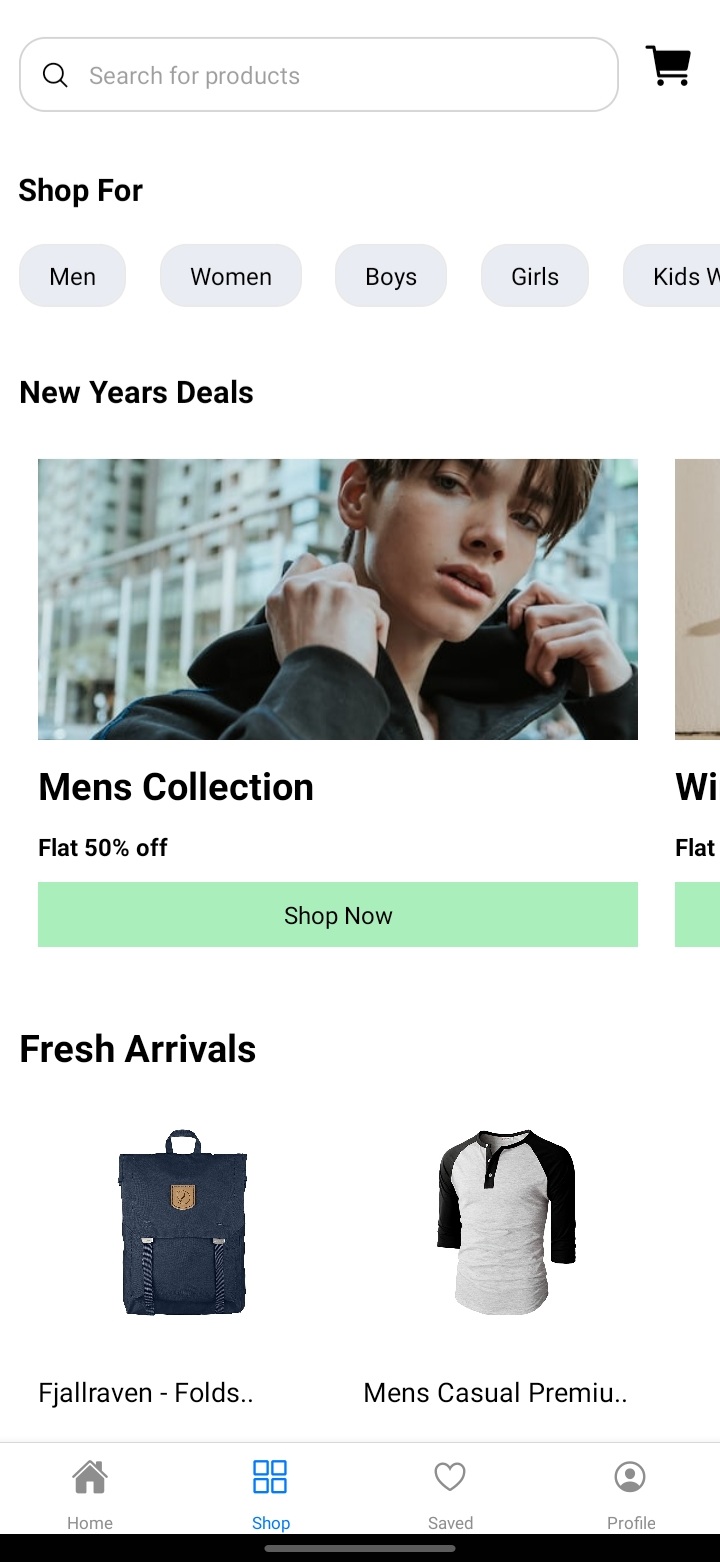 Search for products
Shop For
Men Women Boys Girls Kids W
New Years Deals
Mens Collection Wi
Flat 50% off Flat
Shop Now
Fresh Arrivals
Fjallraven - Folds.. Mens Casual Premiu..
Home Shop Saved Profile